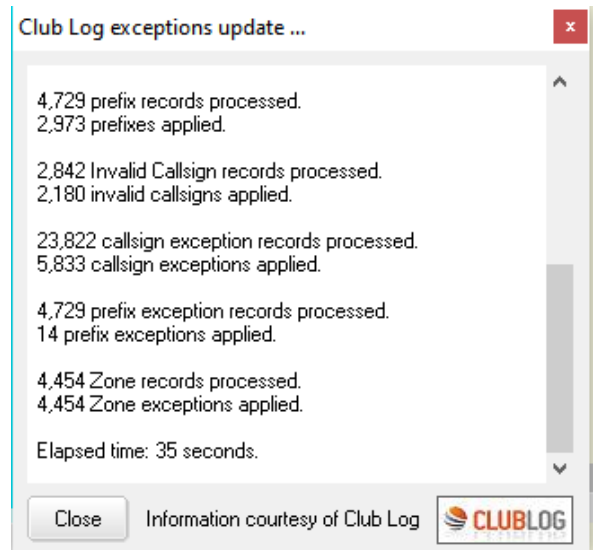 Club Log exceptions update ...
x
4,729 prefix records processed.
2,973 prefixes applied.
2,842 Invalid Callsign records processed.
2,180 invalid callsigns applied.
23,822 callsign exception records processed.
5,833 callsign exceptions applied.
4,729 prefix exception records processed.
14 prefix exceptions applied.
4,454 Zone records processed.
4,454 Zone exceptions applied.
Elapsed time: 35 seconds.
Close Information courtesy of Club Log CLUBLOG